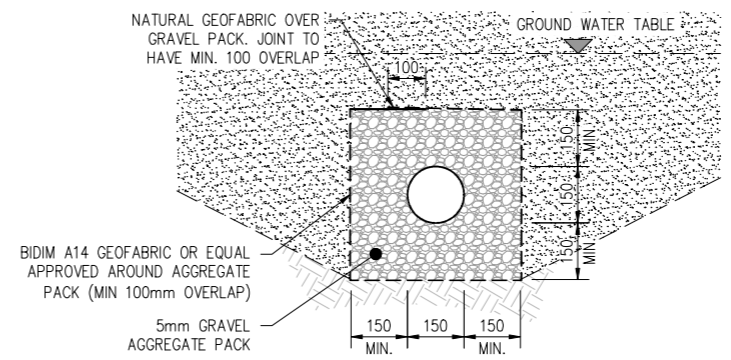 NATURAL GEOFABRIC OVER
GRAVEL PACK. JOINT TO
HAVE MIN. 100 OVERLAP
GROUND WATER TABLE
100
150
MIN
150
150
MIN
BIDIM A14 GEOFABRIC OR EQUAL
APPROVED AROUND AGGREGATE
PACK (MIN 100mm OVERLAP)
5mm GRAVEL
AGGREGATE PACK
150
MIN.
150
150
MIN.